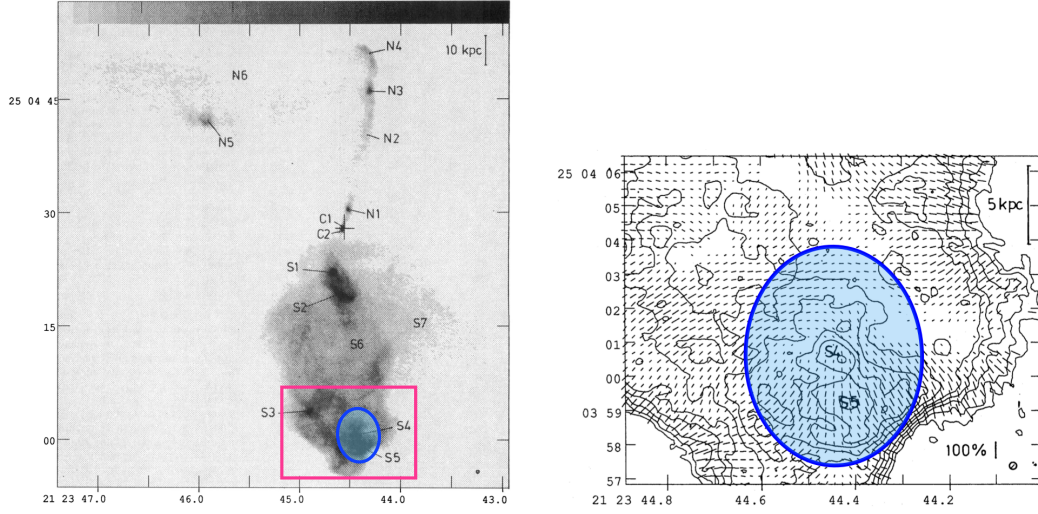 N4
10 kpc
N6
N3
25 04 45
N2
N5
30
N1
C1
C2
S1
S2
15
S7
S6
S3
S4
00
S5
21 23 47.0 46.0 45.0 44.0 43.0
25 04 06
5 kpc
05
04
03
02
01
S4
00
S5
03 59
58
100%
57
21 23 44.8 44.6 44.4 44.2